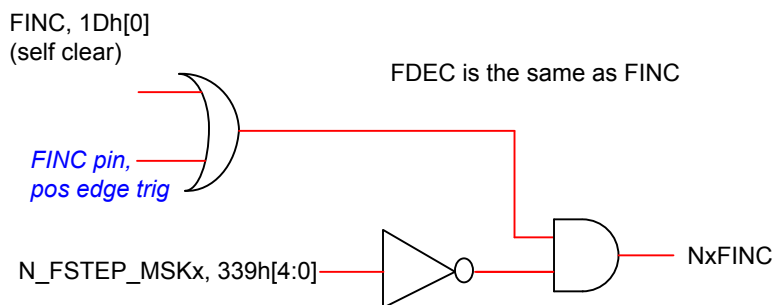 FINC, 1Dh[0]
(self clear)
FDEC is the same as FINC
FINC pin,
pos edge trig
N_FSTEP_MSKx, 339h[4:0]
NxFINC